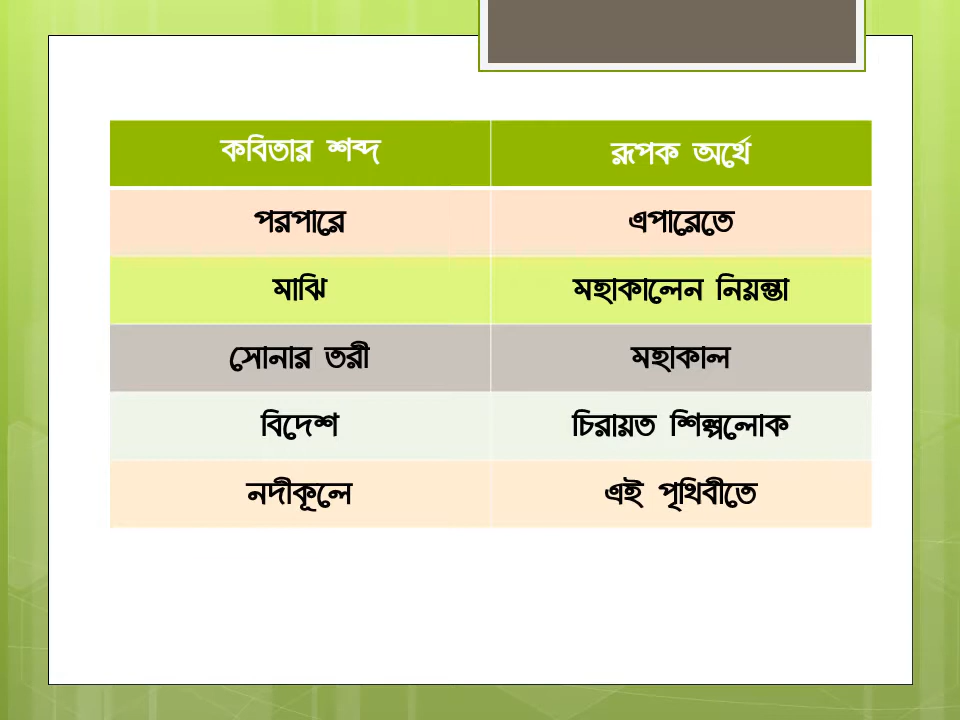 কবিতার শব্দ রূপক অর্থে
পরপারে এপারেতে
মাঝি মহাকালেন নিয়ন্তা
সোনার তরী মহাকাল
বিদেশ চিরায়ত শিল্পলোক
নদীকূলে এই পৃথিবীতে